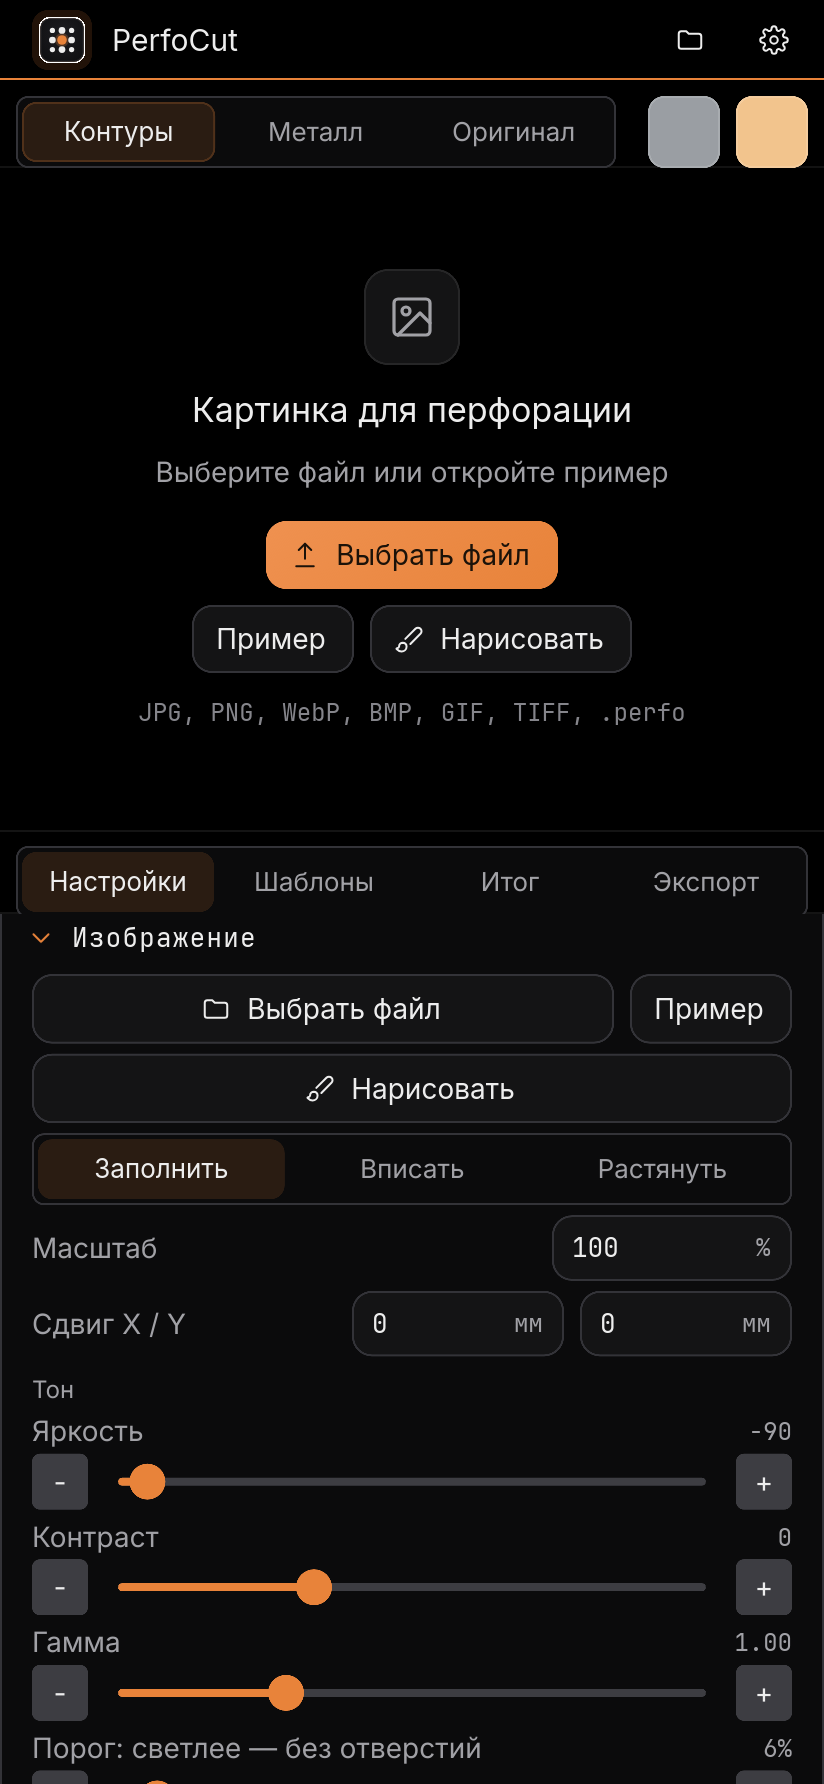 PerfoCut
Контуры Металл Оригинал
Картинка для перфорации
Выберите файл или откройте пример
Выбрать файл
Пример Нарисовать
JPG, PNG, WebP, BMP, GIF, TIFF, .perfo
Настройки Шаблоны Итог Экспорт
Изображение
Выбрать файл Пример
Нарисовать
Заполнить Вписать Растянуть
Масштаб 100 %
Сдвиг X / Y 0 мм 0 мм
Тон
Яркость -90
- +
Контраст 0
- +
Гамма 1.00
- +
Порог: светлее — без отверстий 6%